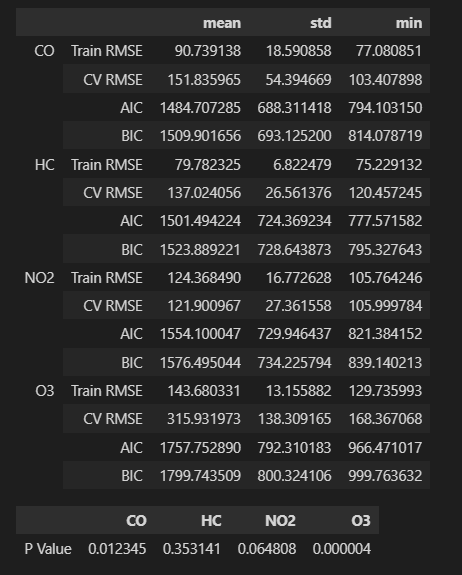 mean std min
CO Train RMSE 90.739138 18.590858 77.080851
CV RMSE 151.835965 54.394669 103.407898
AIC 1484.707285 688.311418 794.103150
BIC 1509.901656 693.125200 814.078719
HC Train RMSE 79.782325 6.822479 75.229132
CV RMSE 137.024056 26.561376 120.457245
AIC 1501.494224 724.369234 777.571582
BIC 1523.889221 728.643873 795.327643
NO2 Train RMSE 124.368490 16.772628 105.764246
CV RMSE 121.900967 27.361558 105.999784
AIC 1554.100047 729.946437 821.384152
BIC 1576.495044 734.225794 839.140213
O3 Train RMSE 143.680331 13.155882 129.735993
CV RMSE 315.931973 138.309165 168.367068
AIC 1757.752890 792.310183 966.471017
BIC 1799.743509 800.324106 999.763632
CO HC NO2 O3
P Value 0.012345 0.353141 0.064808 0.000004